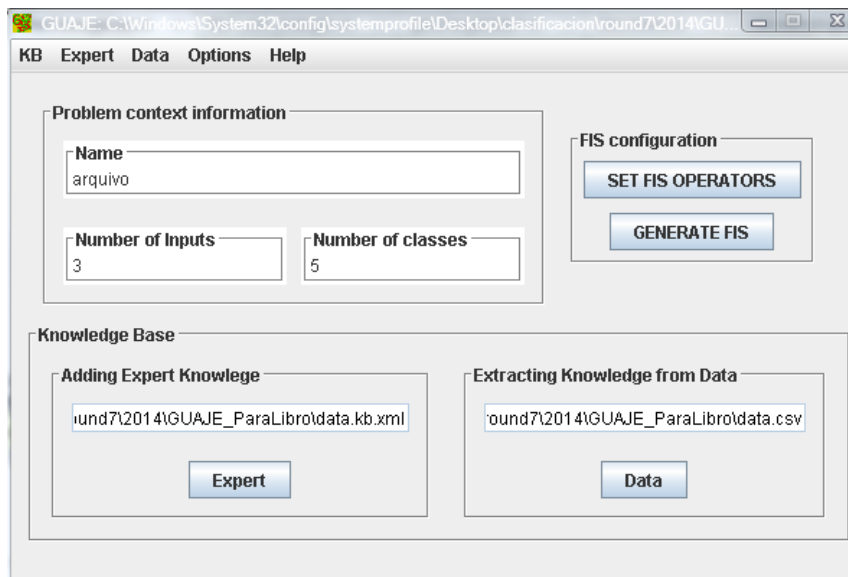 GUAJE: C:\Windows\System32\config\systemprofile\Desktop\clasificacion\round7\2014\GU...
KB Expert Data Options Help
Problem context information
Name
arquivo
Number of Inputs
3
Number of classes
5
FIS configuration
SET FIS OPERATORS
GENERATE FIS
Knowledge Base
Adding Expert Knowlege
ound7\2014\GUAJE_ParaLibro\data.kb.xml
Expert
Extracting Knowledge from Data
round7\2014\GUAJE_ParaLibro\data.csv
Data